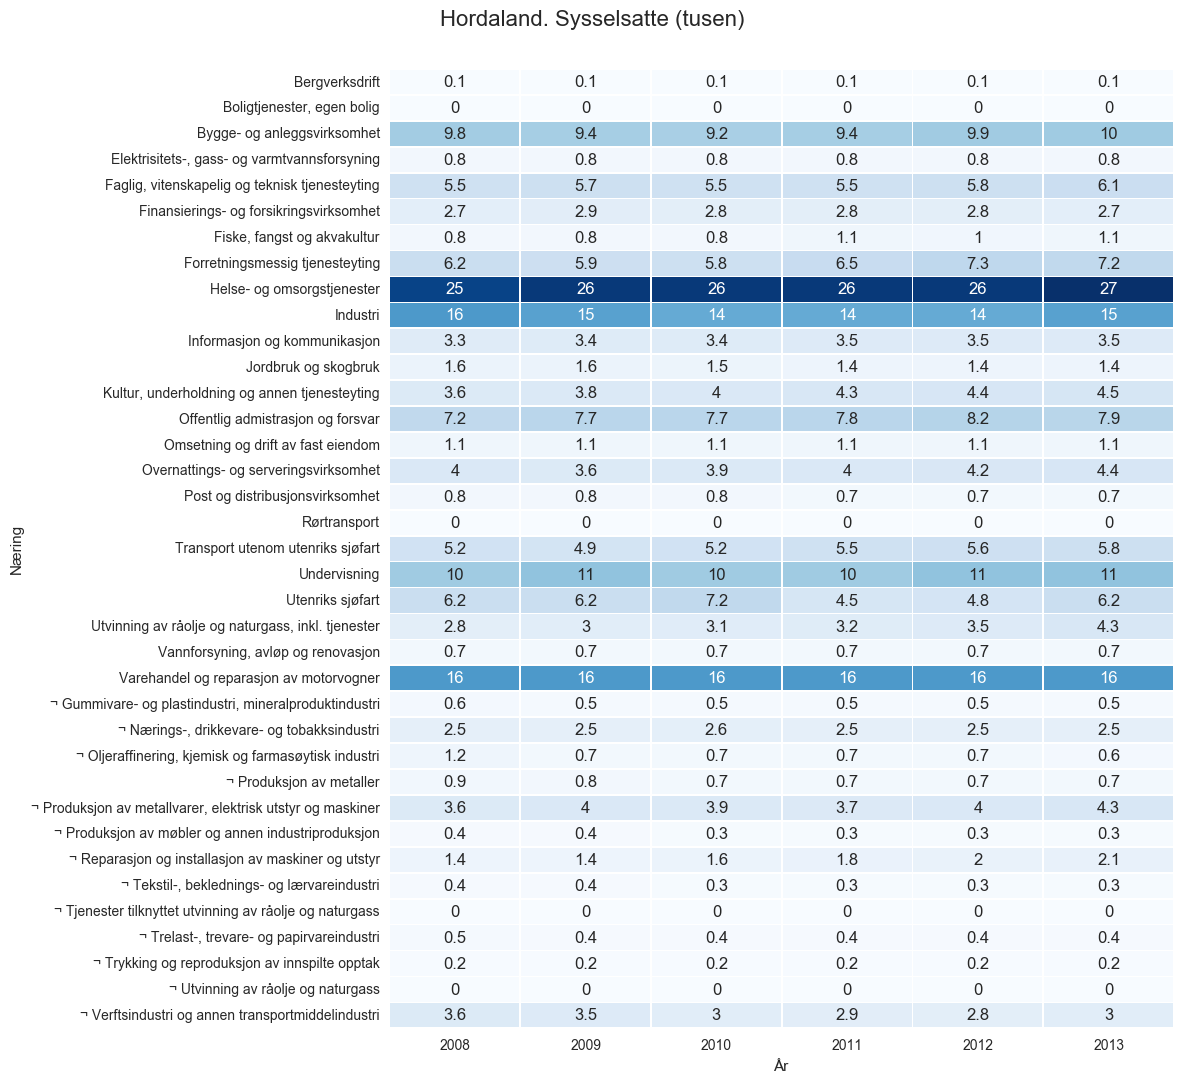 Hordaland. Sysselsatte (tusen)
Bergverksdrift 0.1 0.1 0.1 0.1 0.1 0.1
Boligtjenester, egen bolig 0 0 0 0 0 0
Bygge- og anleggsvirksomhet 9.8 9.4 9.2 9.4 9.9 10
Elektrisitets-, gass- og varmtvannsforsyning 0.8 0.8 0.8 0.8 0.8 0.8
Faglig, vitenskapelig og teknisk tjenesteyting 5.5 5.7 5.5 5.5 5.8 6.1
Finansierings- og forsikringsvirksomhet 2.7 2.9 2.8 2.8 2.8 2.7
Fiske, fangst og akvakultur 0.8 0.8 0.8 1.1 1 1.1
Forretningsmessig tjenesteyting 6.2 5.9 5.8 6.5 7.3 7.2
Helse- og omsorgstjenester 25 26 26 26 26 27
Industri 16 15 14 14 14 15
Informasjon og kommunikasjon 3.3 3.4 3.4 3.5 3.5 3.5
Jordbruk og skogbruk 1.6 1.6 1.5 1.4 1.4 1.4
Kultur, underholdning og annen tjenesteyting 3.6 3.8 4 4.3 4.4 4.5
Offentlig admistrasjon og forsvar 7.2 7.7 7.7 7.8 8.2 7.9
Omsetning og drift av fast eiendom 1.1 1.1 1.1 1.1 1.1 1.1
Overnattings- og serveringsvirksomhet 4 3.6 3.9 4 4.2 4.4
Post og distribusjonsvirksomhet 0.8 0.8 0.8 0.7 0.7 0.7
Rørtransport 0 0 0 0 0 0
Transport utenom utenriks sjøfart 5.2 4.9 5.2 5.5 5.6 5.8
Undervisning 10 11 10 10 11 11
Utenriks sjøfart 6.2 6.2 7.2 4.5 4.8 6.2
Utvinning av råolje og naturgass, inkl. tjenester 2.8 3 3.1 3.2 3.5 4.3
Vannforsyning, avløp og renovasjon 0.7 0.7 0.7 0.7 0.7 0.7
Varehandel og reparasjon av motorvogner 16 16 16 16 16 16
¬ Gummivare- og plastindustri, mineralproduktindustri 0.6 0.5 0.5 0.5 0.5 0.5
¬ Nærings-, drikkevare- og tobakksindustri 2.5 2.5 2.6 2.5 2.5 2.5
¬ Oljeraffinering, kjemisk og farmasøytisk industri 1.2 0.7 0.7 0.7 0.7 0.6
¬ Produksjon av metaller 0.9 0.8 0.7 0.7 0.7 0.7
¬ Produksjon av metallvarer, elektrisk utstyr og maskiner 3.6 4 3.9 3.7 4 4.3
¬ Produksjon av møbler og annen industriproduksjon 0.4 0.4 0.3 0.3 0.3 0.3
¬ Reparasjon og installasjon av maskiner og utstyr 1.4 1.4 1.6 1.8 2 2.1
¬ Tekstil-, beklednings- og lærvareindustri 0.4 0.4 0.3 0.3 0.3 0.3
¬ Tjenester tilknyttet utvinning av råolje og naturgass 0 0 0 0 0 0
¬ Trelast-, trevare- og papirvareindustri 0.5 0.4 0.4 0.4 0.4 0.4
¬ Trykking og reproduksjon av innspilte opptak 0.2 0.2 0.2 0.2 0.2 0.2
¬ Utvinning av råolje og naturgass 0 0 0 0 0 0
¬ Verftsindustri og annen transportmiddelindustri 3.6 3.5 3 2.9 2.8 3
2008 2009 2010 2011 2012 2013
År
Næring